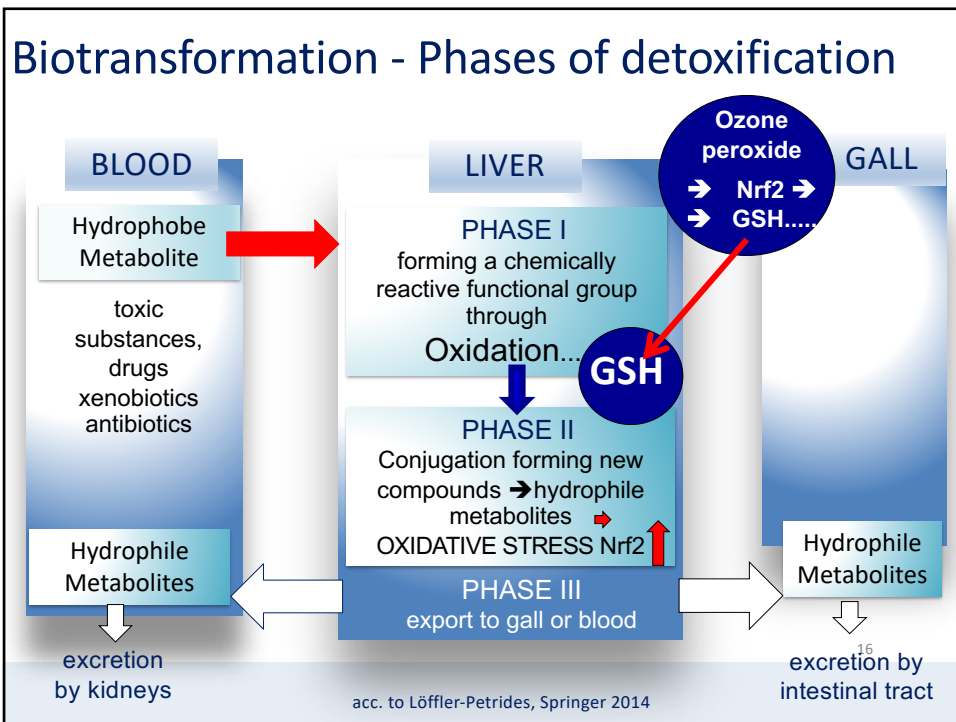 Biotransformation - Phases of detoxification
BLOOD
Hydrophobe
Metabolite
toxic
substances,
drugs
xenobiotics
antibiotics
Hydrophile
Metabolites
excretion
by kidneys
LIVER
PHASE I
forming a chemically
reactive functional group
through
Oxidation...
GSH
PHASE II
Conjugation forming new
compounds ➔hydrophile
metabolites
OXIDATIVE STRESS Nrf2
PHASE III
export to gall or blood
Ozone
peroxide
➔ Nrf2 ➔
➔ GSH.....
GALL
Hydrophile
Metabolites
16
excretion by
intestinal tract
acc. to Löffler-Petrides, Springer 2014